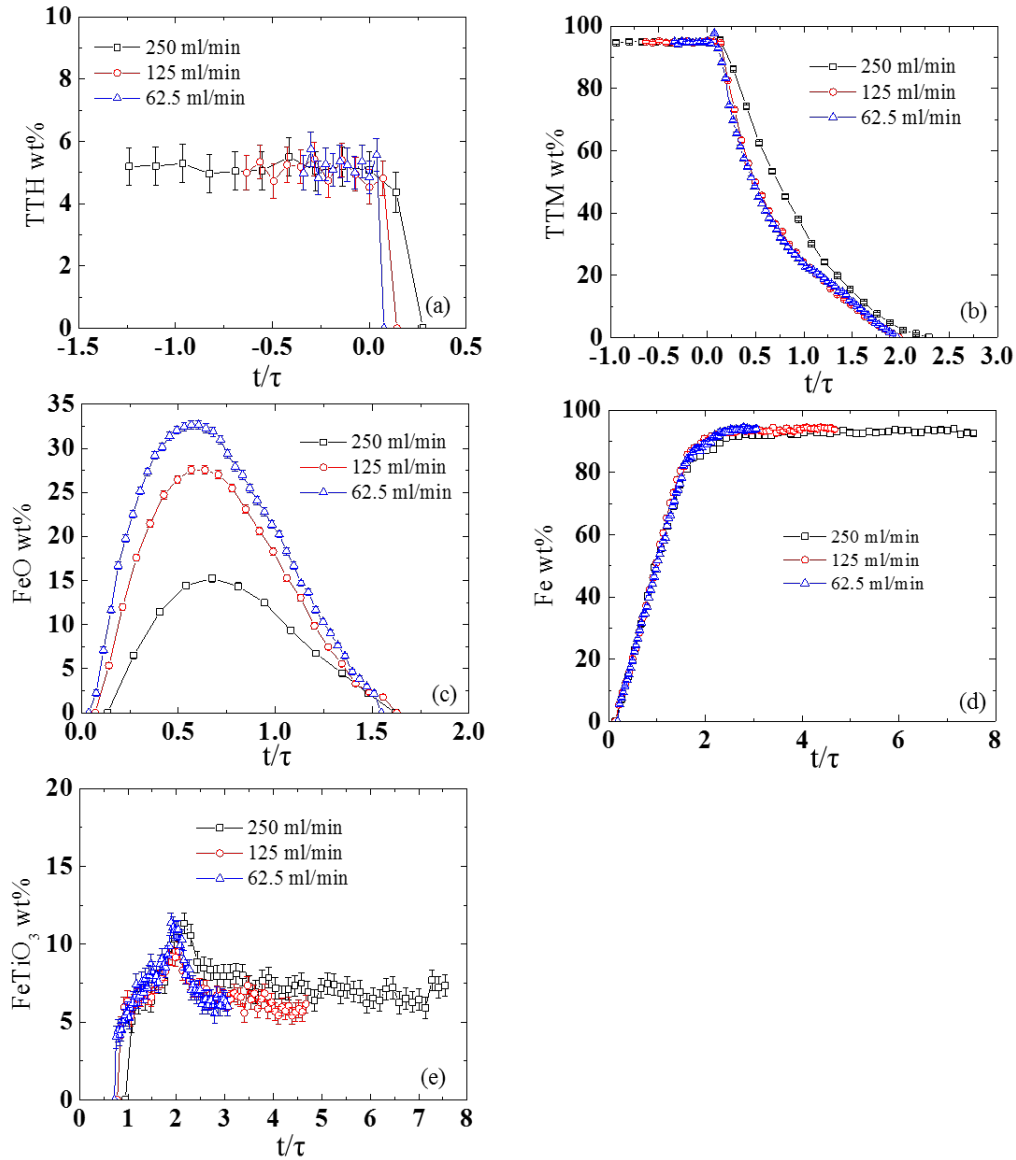 10
8
6
4
2
0
TTH wt%
250 ml/min
125 ml/min
62.5 ml/min
(a)
-1.5 -1.0 -0.5 0.0 0.5
t/τ
100
80
60
40
20
0
TTM wt%
250 ml/min
125 ml/min
62.5 ml/min
(b)
-1.0 -0.5 0.0 0.5 1.0 1.5 2.0 2.5 3.0
t/τ
35
30
25
20
15
10
5
0
FeO wt%
250 ml/min
125 ml/min
62.5 ml/min
(c)
0.0 0.5 1.0 1.5 2.0
t/τ
100
80
60
40
20
0
Fe wt%
250 ml/min
125 ml/min
62.5 ml/min
(d)
0 2 4 6 8
t/τ
20
15
10
5
0
FeTiO3 wt%
250 ml/min
125 ml/min
62.5 ml/min
(e)
0 1 2 3 4 5 6 7 8
t/τ